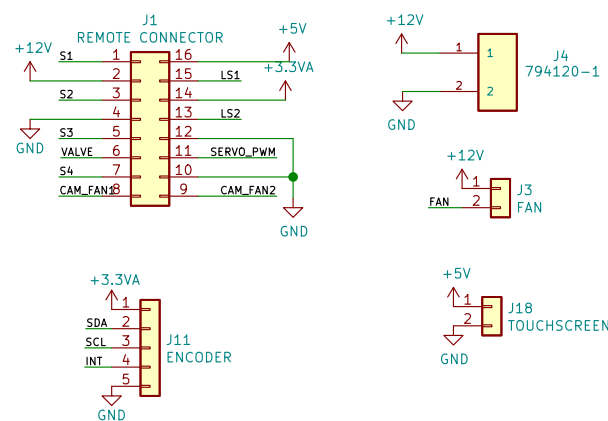 J1
REMOTE CONNECTOR
+12V
+5V
+3.3VA
S1 1 16
2 15 LS1
S2 3 14
4 13 LS2
GND
S3 5 12
VALVE 6 11 SERVO_PWM
S4 7 10
CAM_FAN1 8 9 CAM_FAN2
GND
+12V
1 1
2 2
GND
J4
794120-1
+12V
1
FAN 2
J3
FAN
+3.3VA
1
SDA 2
SCL 3
INT 4
5
GND
J11
ENCODER
+5V
1
2
GND
J18
TOUCHSCREEN